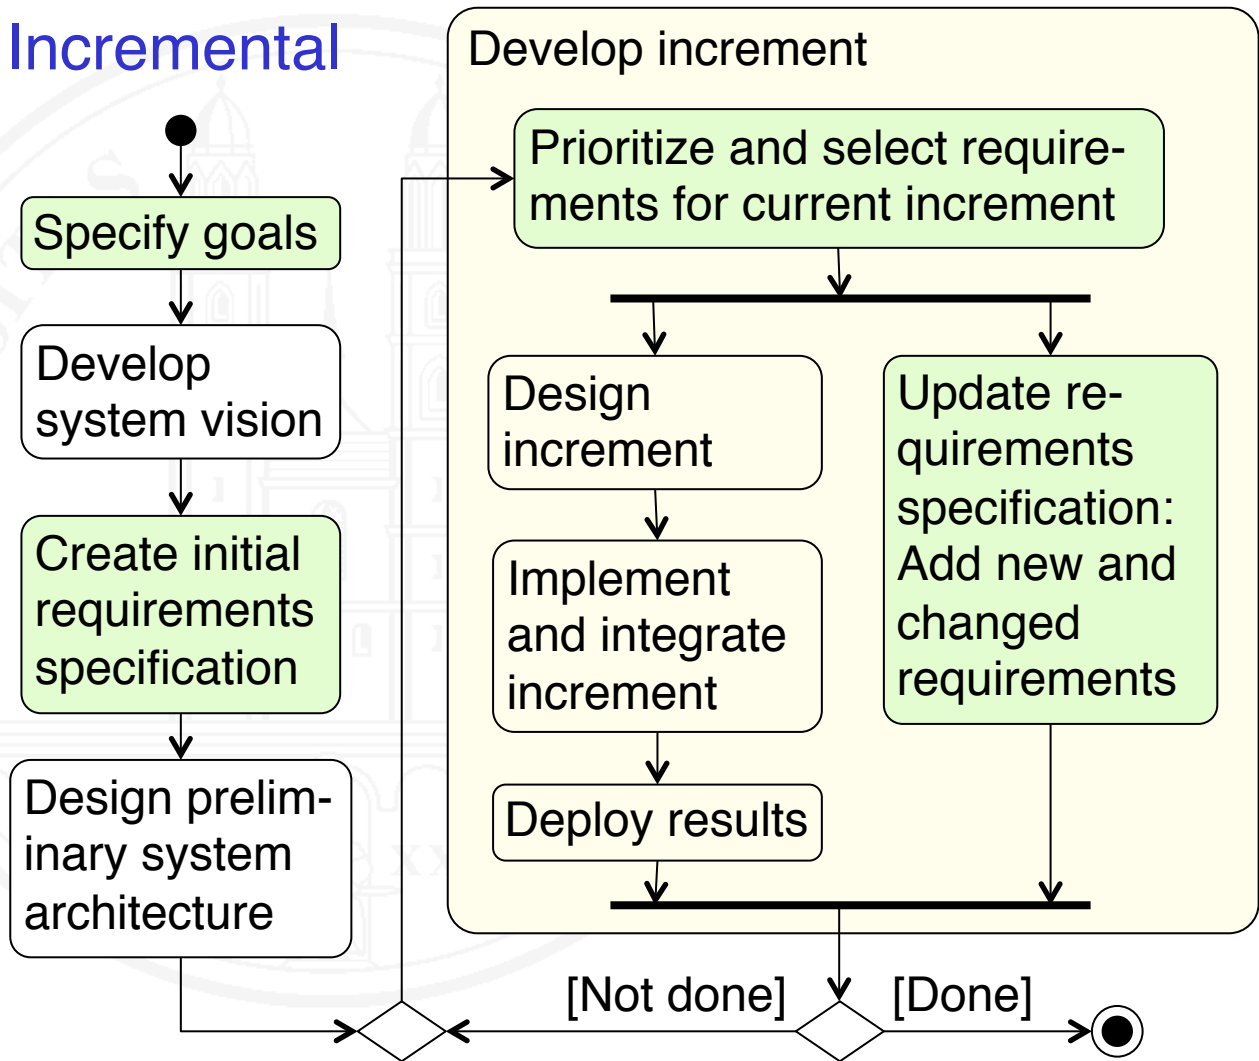 Incremental
Specify goals
Develop
system vision
Create initial
requirements
specification
Design prelim-
inary system
architecture
Develop increment
Prioritize and select require-
ments for current increment
Design
increment
Implement
and integrate
increment
Deploy results
Update re-
quirements
specification:
Add new and
changed
requirements
[Not done]
[Done]